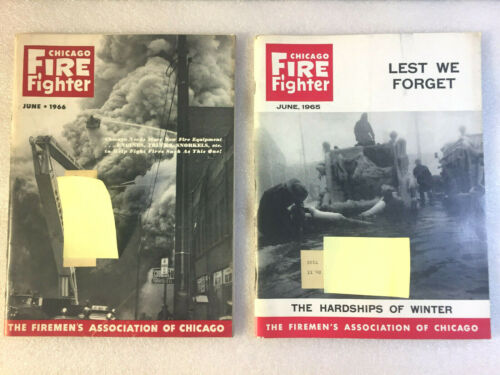 CHICAGO
FIRE
Fighter
JUNE • 1966
Chicago Needs More New Fire Equipment
...ENGINES, TRUCKS, SNORKELS, etc.
to Help Fight Fires Such As This One!
THE FIREMEN'S ASSOCIATION OF CHICAGO
CHICAGO
FIRE
Fighter
JUNE, 1965
LEST WE
FORGET
THE HARDSHIPS OF WINTER
THE FIREMEN'S ASSOCIATION OF CHICAGO